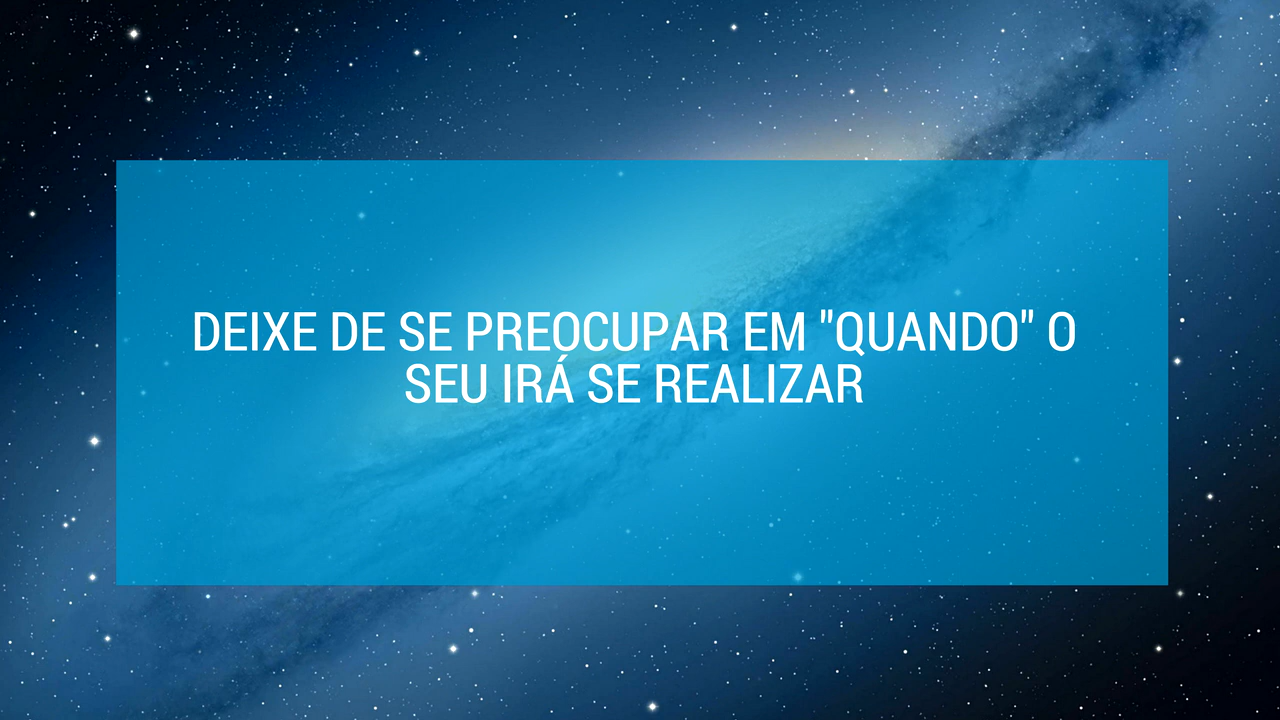 DEIXE DE SE PREOCUPAR EM "QUANDO" O
SEU IRÁ SE REALIZAR